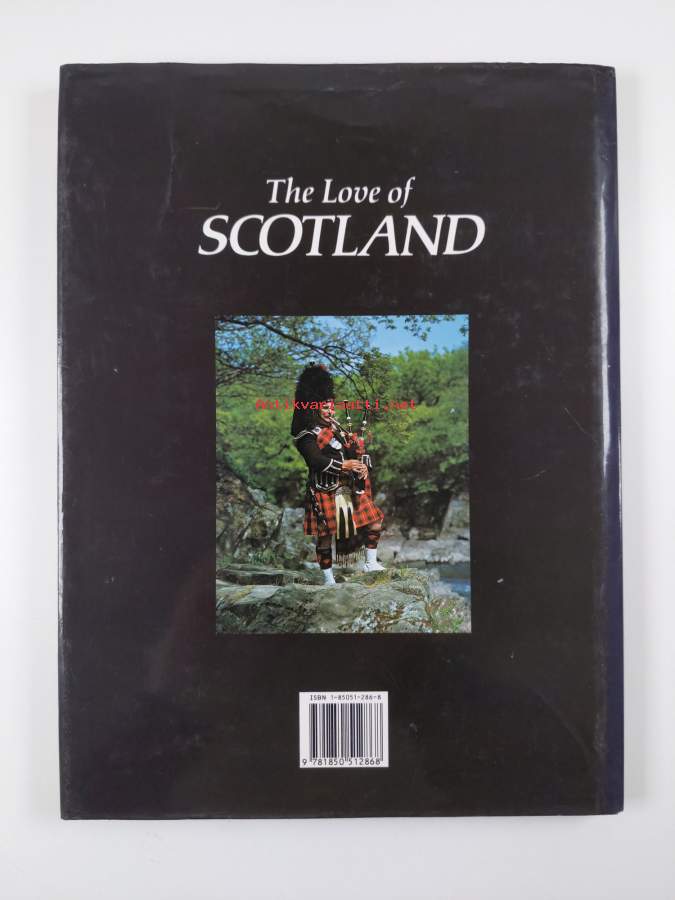 The Love of
SCOTLAND
Antikvariaatti.net
ISBN 1-85051-286-8
9 781850 512868